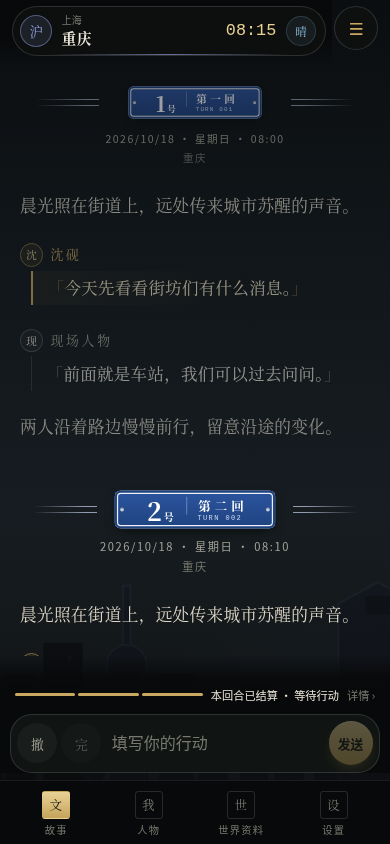 沪
上海
重庆
08:15
晴
1号 第一回
TURN 001
2026/10/18 · 星期日 · 08:00
重庆
晨光照在街道上，远处传来城市苏醒的声音。
沈 沈砚
「今天先看看街坊们有什么消息。」
现 现场人物
「前面就是车站，我们可以过去问问。」
两人沿着路边慢慢前行，留意沿途的变化。
2号 第二回
TURN 002
2026/10/18 · 星期日 · 08:10
重庆
晨光照在街道上，远处传来城市苏醒的声音。
本回合已结算 · 等待行动 详情›
撤 完 填写你的行动 发送
文 我 世 设
故事 人物 世界资料 设置